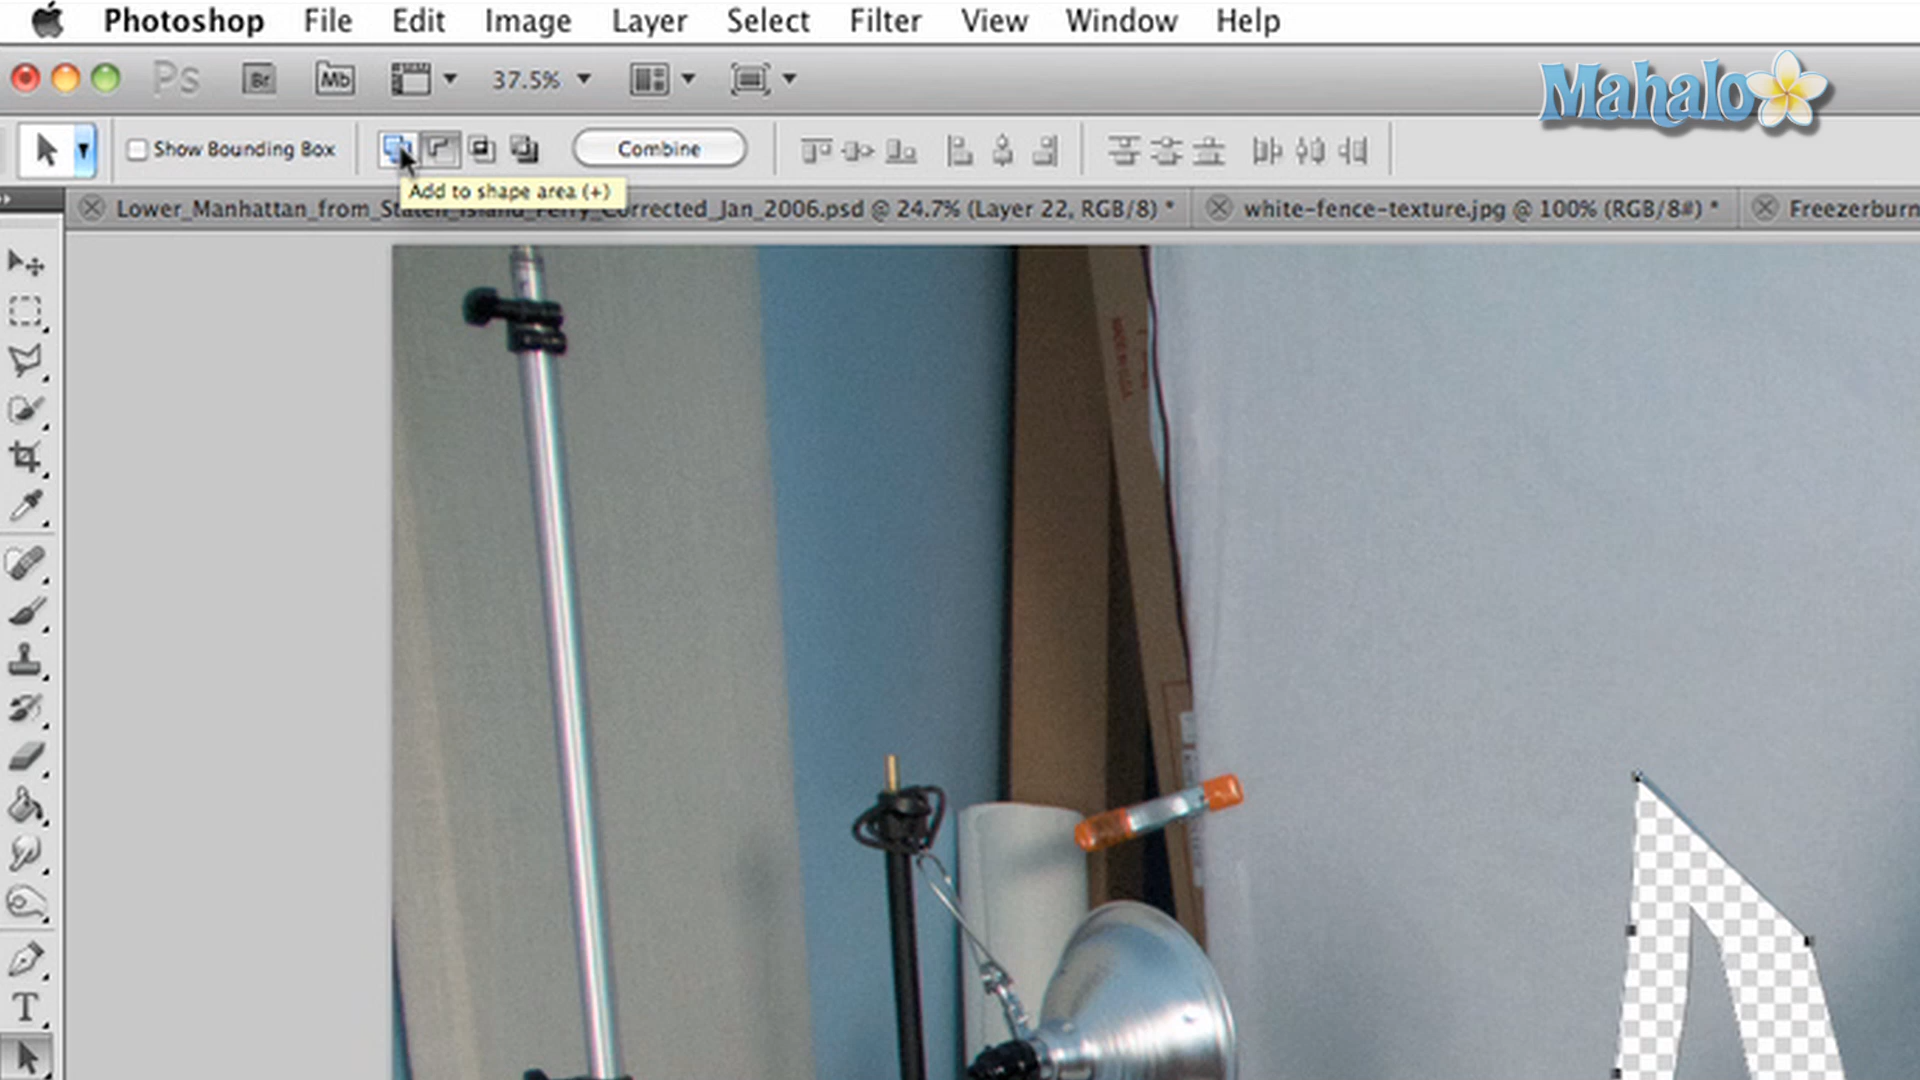 Photoshop File Edit Image Layer Select Filter View Window Help
Ps Br Mb 37.5%
Mahalo
Show Bounding Box Combine
Add to shape area (+)
Lower_Manhattan_from_Staten_Island_Ferry_Corrected_Jan_2006.psd @ 24.7% (Layer 22, RGB/8) * white-fence-texture.jpg @ 100% (RGB/8#) * Freezerburn
T